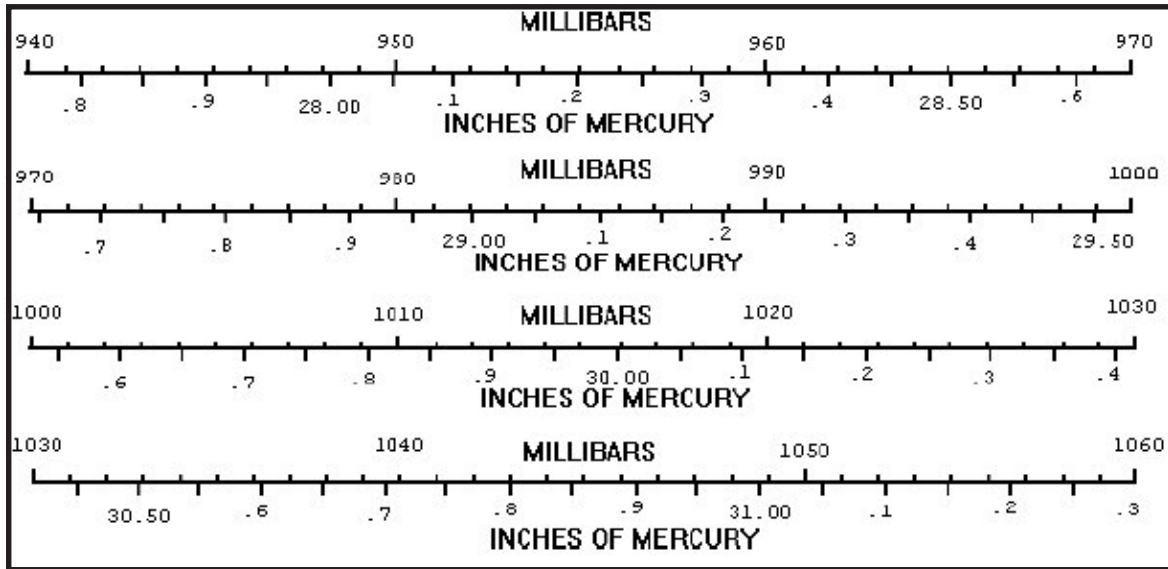 MILLIBARS
940 950 960 970
.8 .9 28.00 .1 .2 .3 .4 28.50 .6
INCHES OF MERCURY
MILLIBARS
970 980 990 1000
.7 .8 .9 29.00 .1 .2 .3 .4 29.50
INCHES OF MERCURY
1000 1010 MILLIBARS 1020 1030
.6 .7 .8 .9 30.00 .1 .2 .3 .4
INCHES OF MERCURY
1030 1040 MILLIBARS 1050 1060
30.50 .6 .7 .8 .9 31.00 .1 .2 .3
INCHES OF MERCURY